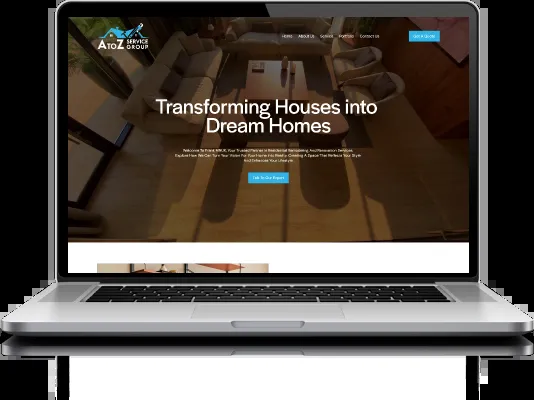 A TO Z SERVICE GROUP
Home About Us Service Portfolio Contact Us
Get A Quote
Transforming Houses into
Dream Homes
Welcome To Your Trusted Partner In Residential Remodeling And Renovation Services.
Explore How We Can Turn Your Vision For Your Home Into Reality, Creating A Space That Reflects Your Style
And Enhances Your Lifestyle.
Talk To Our Expert